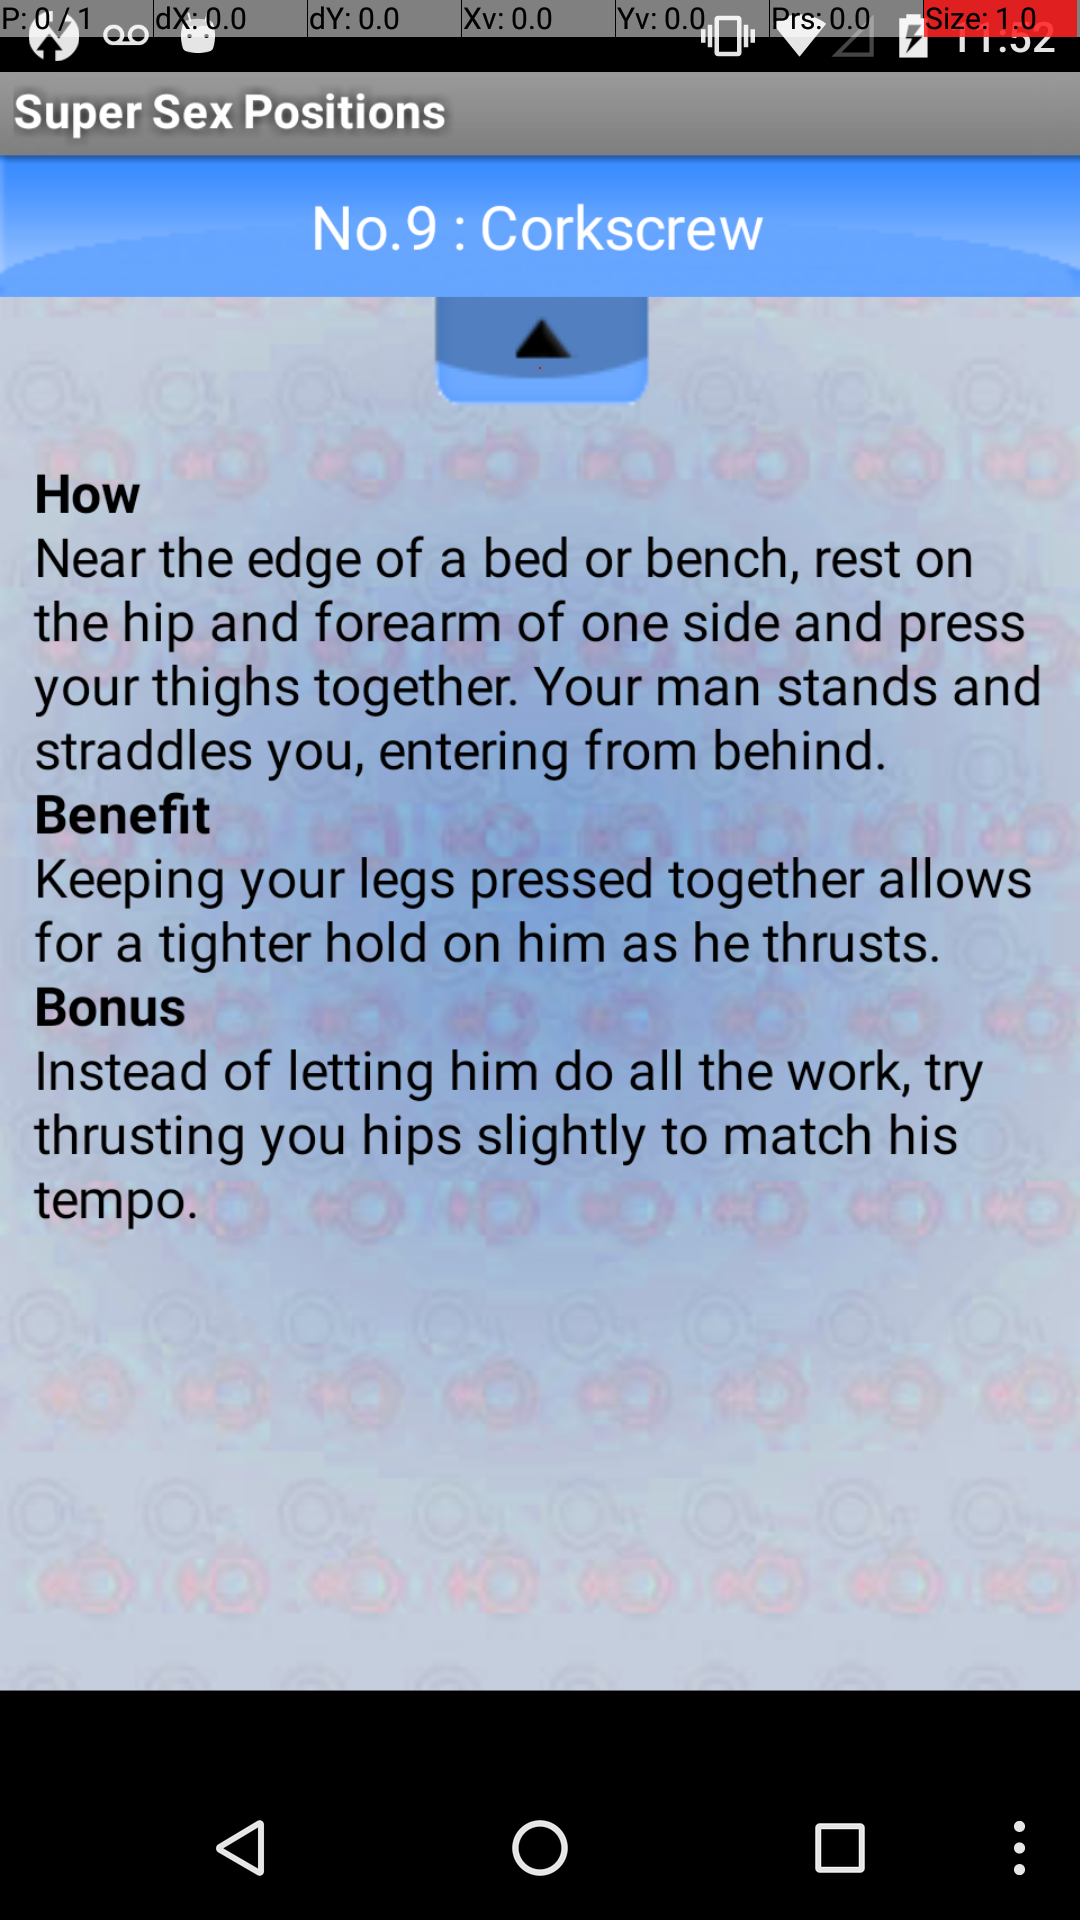 P: 0 / 1 dX: 0.0 dY: 0.0 Xv: 0.0 Yv: 0.0 Prs: 0.0 Size: 1.0
11:52
Super Sex Positions
No.9 : Corkscrew
How
Near the edge of a bed or bench, rest on
the hip and forearm of one side and press
your thighs together. Your man stands and
straddles you, entering from behind.
Benefit
Keeping your legs pressed together allows
for a tighter hold on him as he thrusts.
Bonus
Instead of letting him do all the work, try
thrusting you hips slightly to match his
tempo.